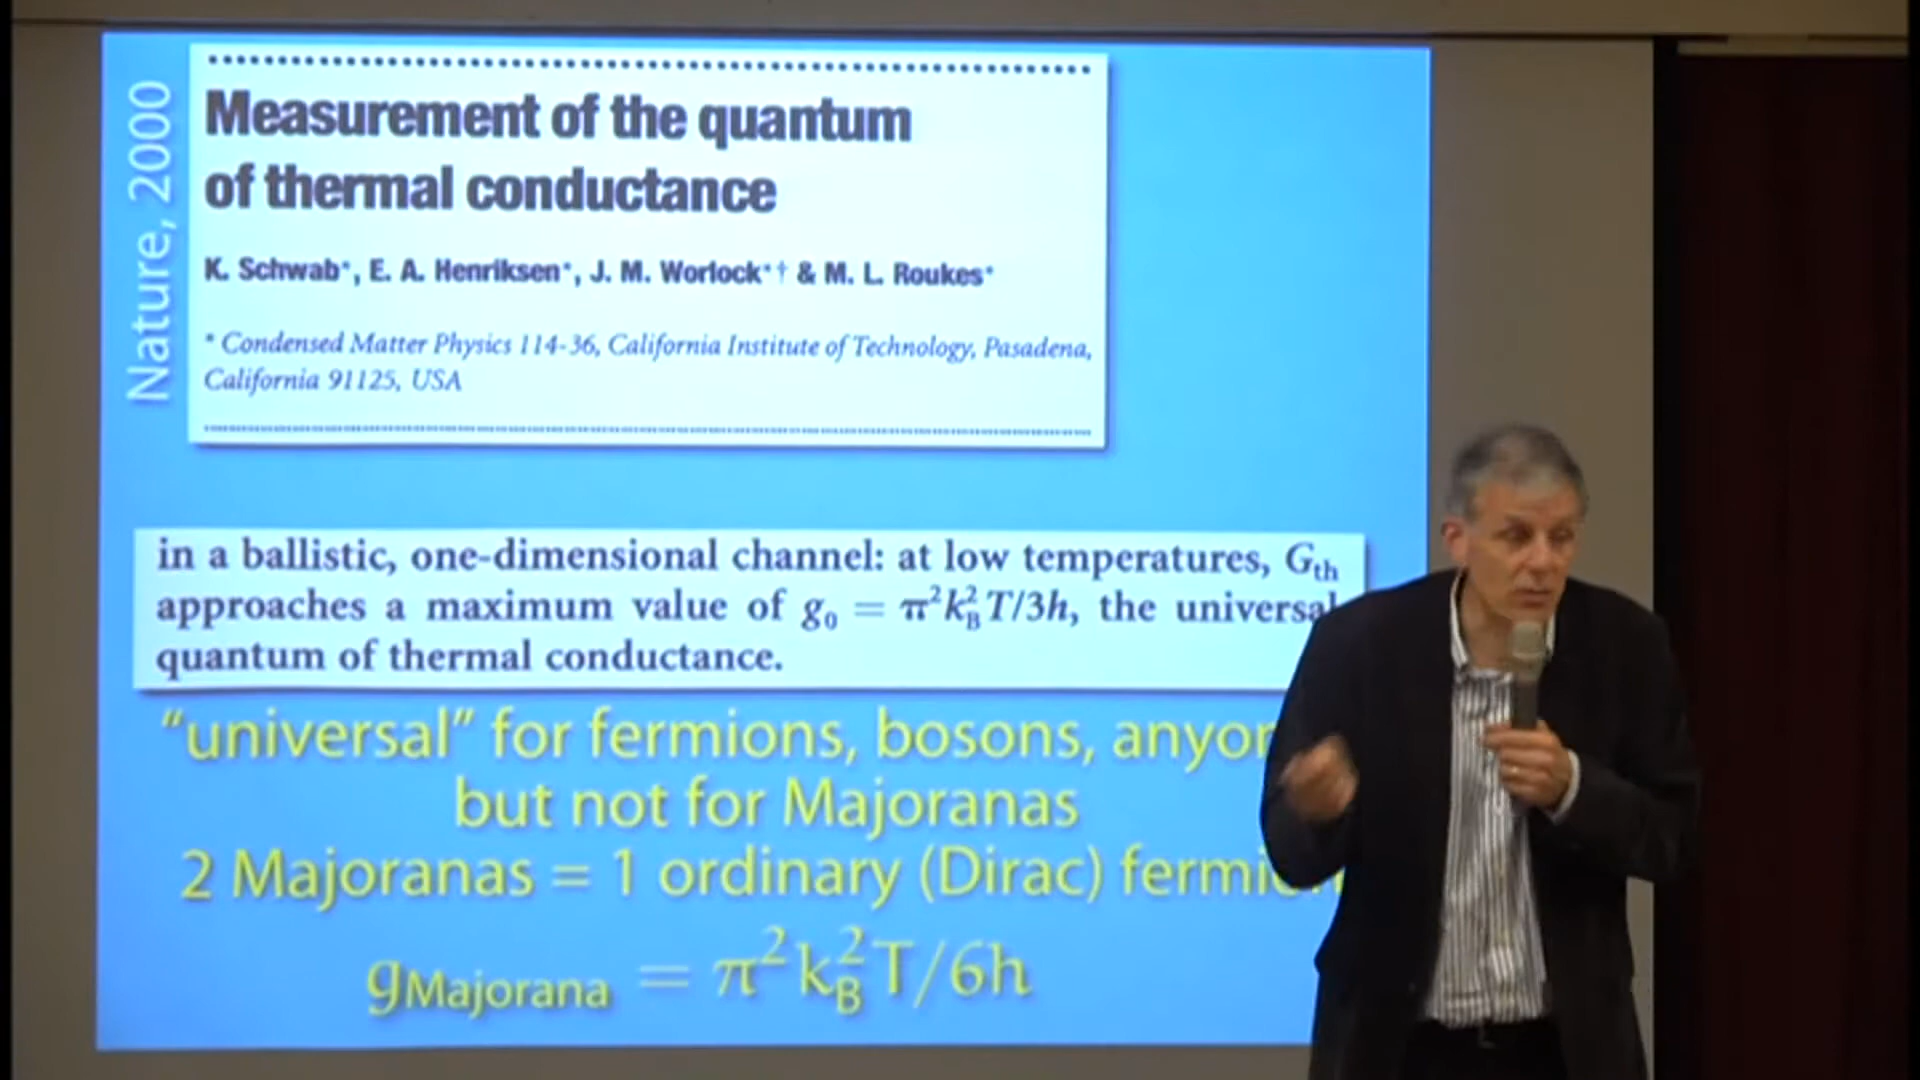 Nature, 2000
Measurement of the quantum
of thermal conductance
K. Schwab*, E. A. Henriksen*, J. M. Worlock*† & M. L. Roukes*
* Condensed Matter Physics 114-36, California Institute of Technology, Pasadena,
California 91125, USA
in a ballistic, one-dimensional channel: at low temperatures, Gth
approaches a maximum value of g₀ = π²k²BT/3h, the universal
quantum of thermal conductance.
“universal” for fermions, bosons,
but not for Majoranas
2 Majoranas = 1 ordinary (Dirac)
gMajorana = π²k²BT/6h